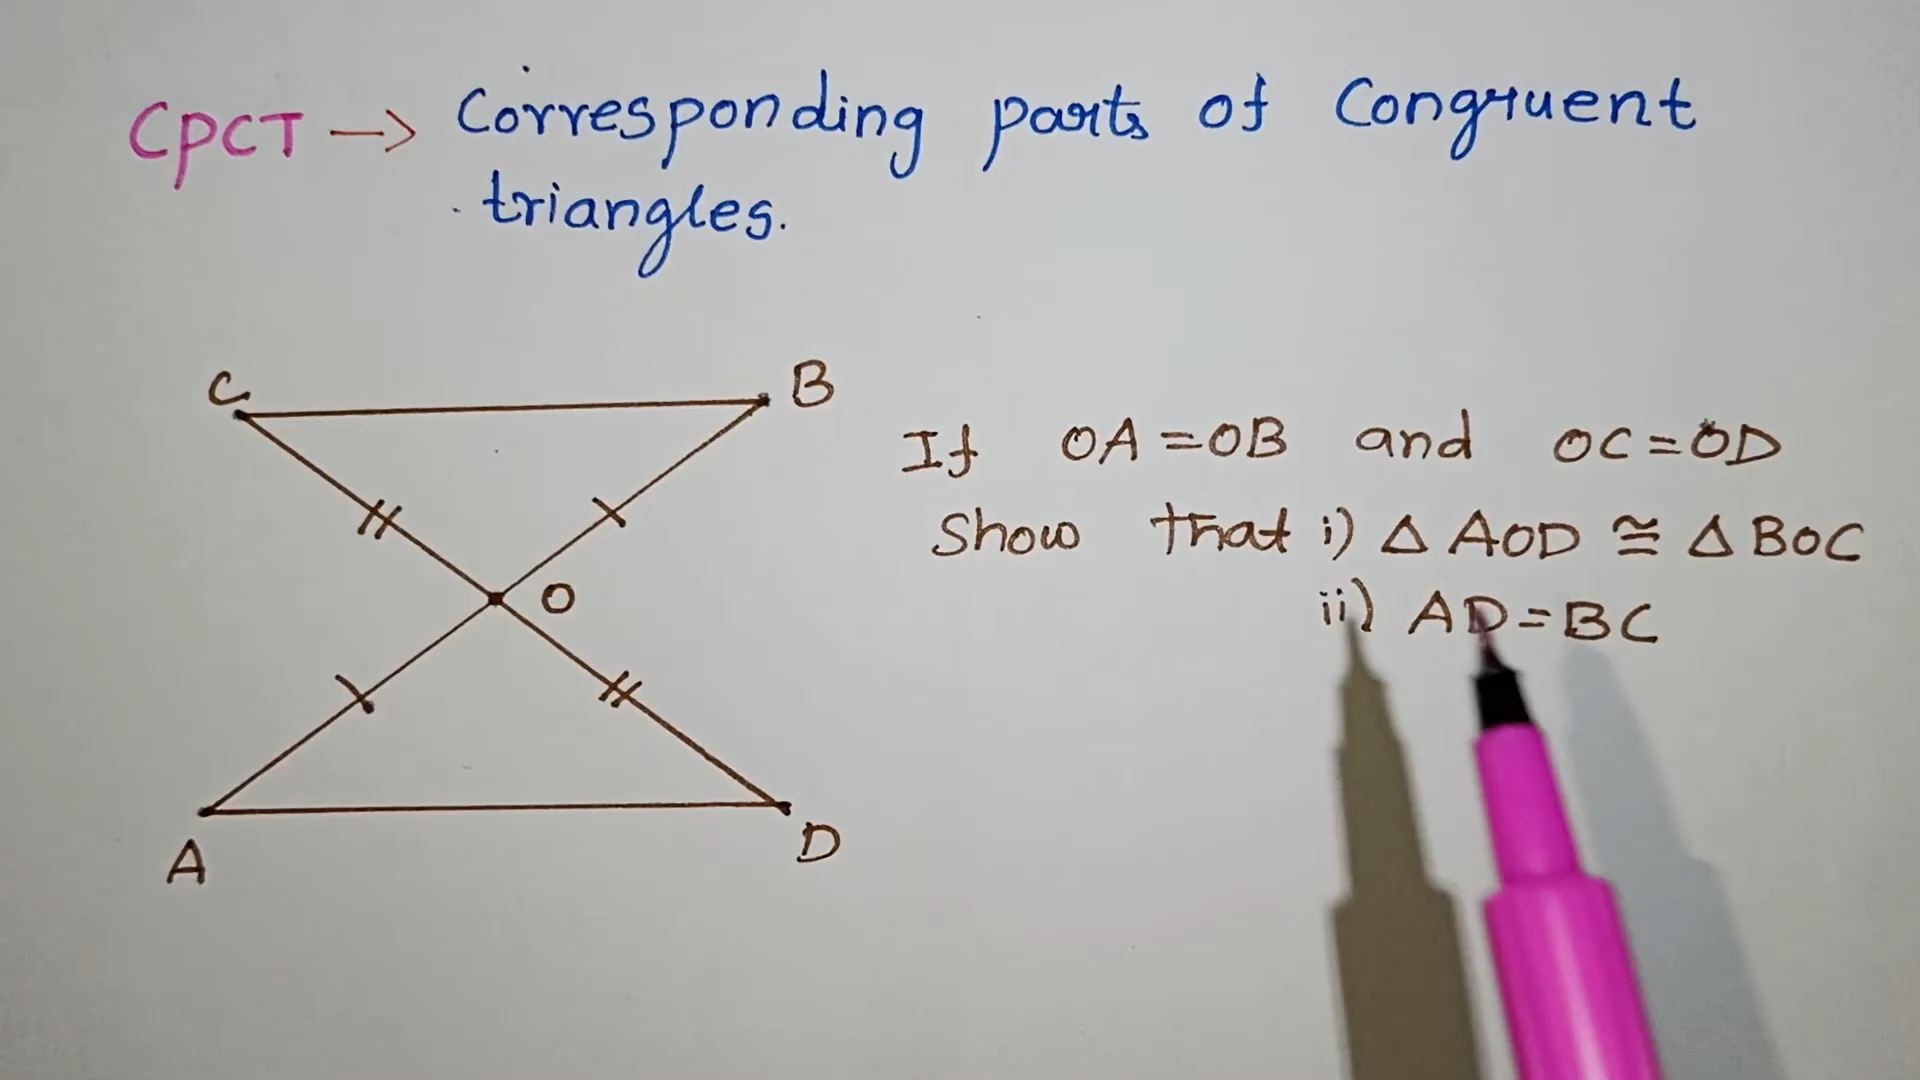 CPCT → Corresponding parts of Congruent
triangles.
C
B
If OA = OB and OC = OD
Show that i) △ AOD ≅ △ BOC
ii) AD = BC
O
A
D